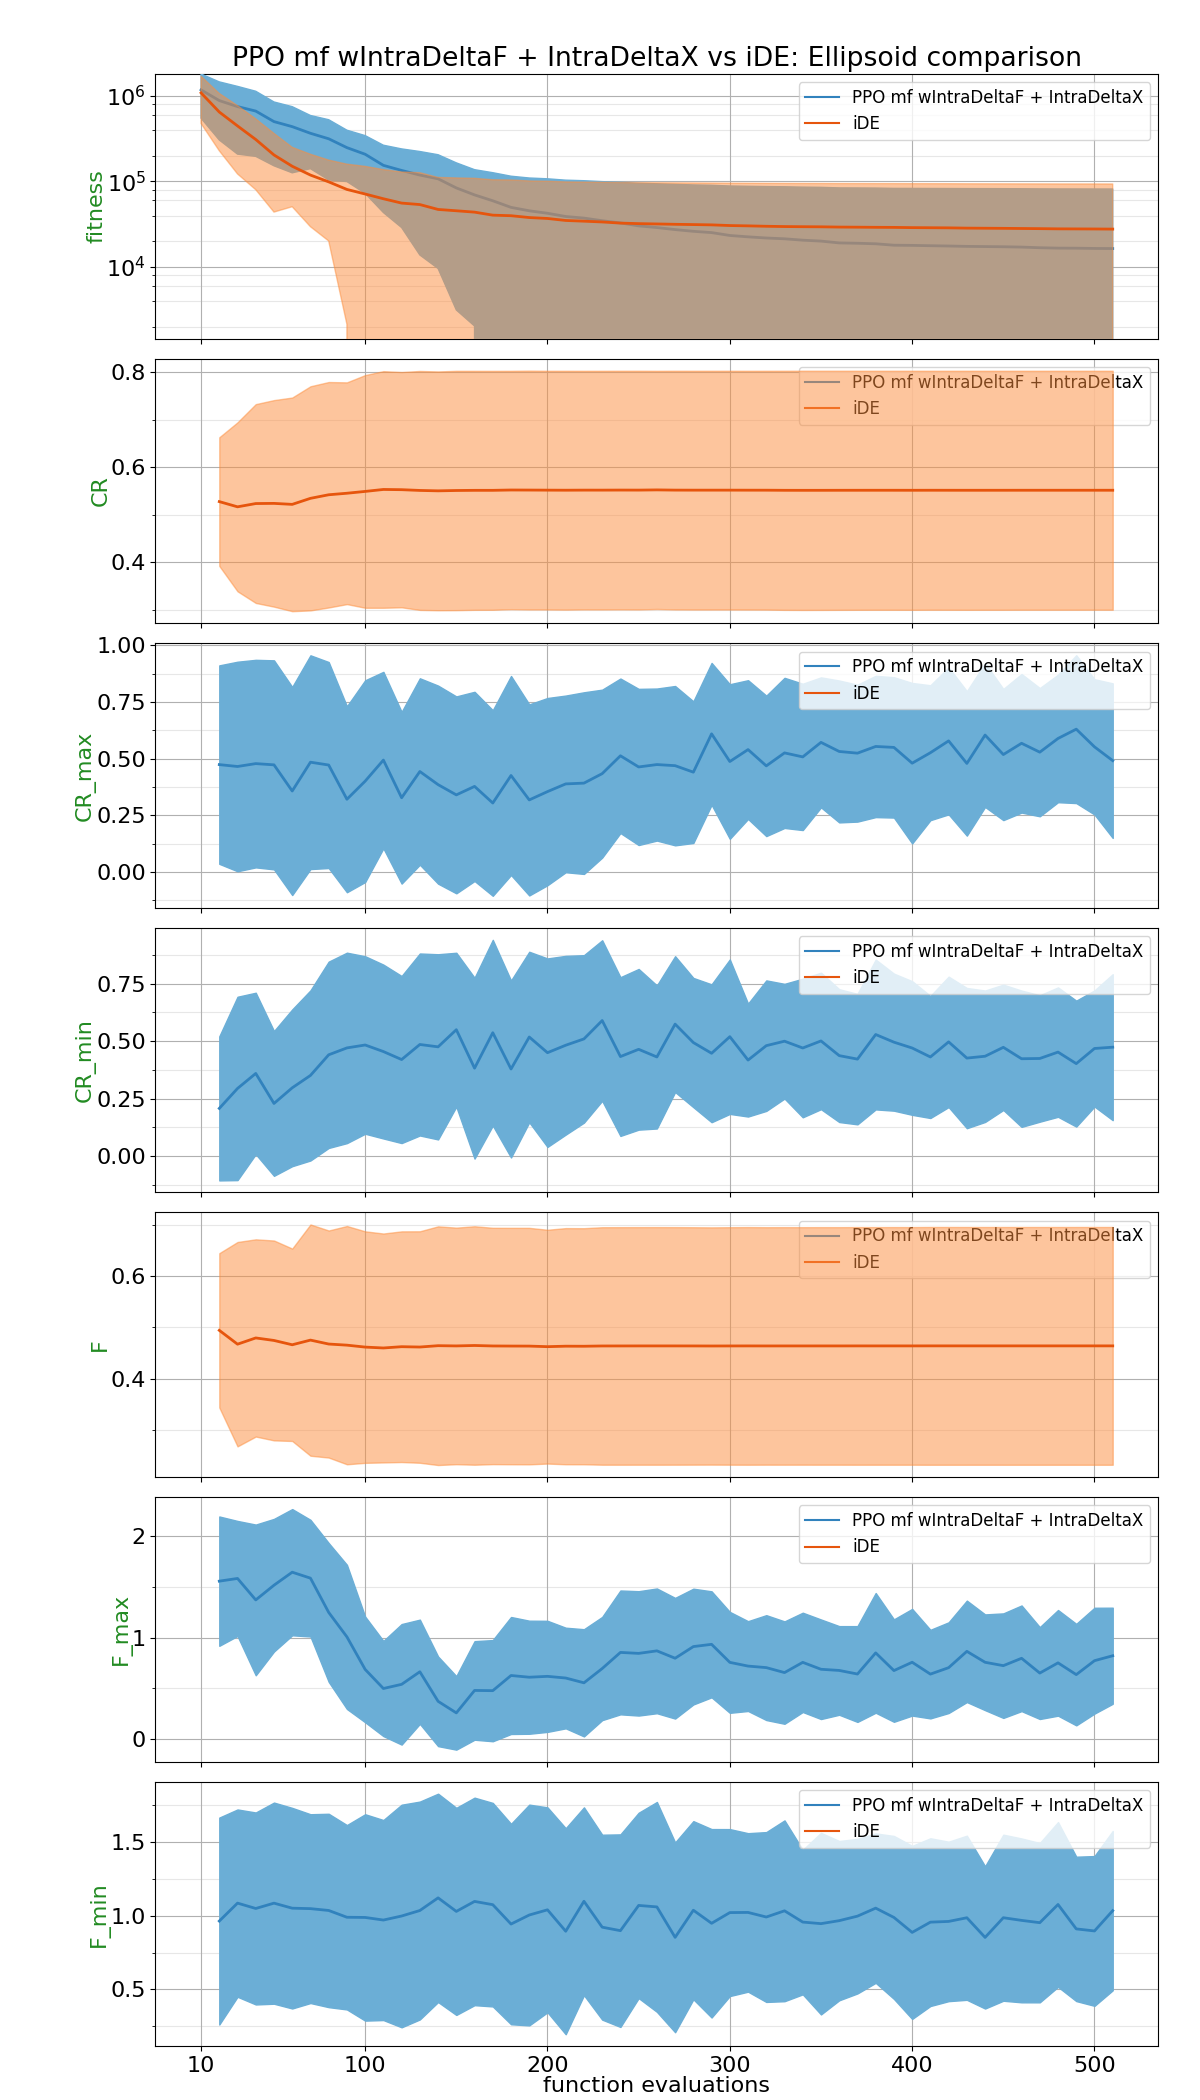 PPO mf wIntraDeltaF + IntraDeltaX vs iDE: Ellipsoid comparison
fitness
10^6
10^5
10^4
PPO mf wIntraDeltaF + IntraDeltaX
iDE
CR
0.8
0.6
0.4
PPO mf wIntraDeltaF + IntraDeltaX
iDE
CR_max
1.00
0.75
0.50
0.25
0.00
PPO mf wIntraDeltaF + IntraDeltaX
iDE
CR_min
0.75
0.50
0.25
0.00
PPO mf wIntraDeltaF + IntraDeltaX
iDE
F
0.6
0.4
PPO mf wIntraDeltaF + IntraDeltaX
iDE
F_max
2
1
0
PPO mf wIntraDeltaF + IntraDeltaX
iDE
F_min
1.5
1.0
0.5
PPO mf wIntraDeltaF + IntraDeltaX
iDE
10 100 200 300 400 500
function evaluations